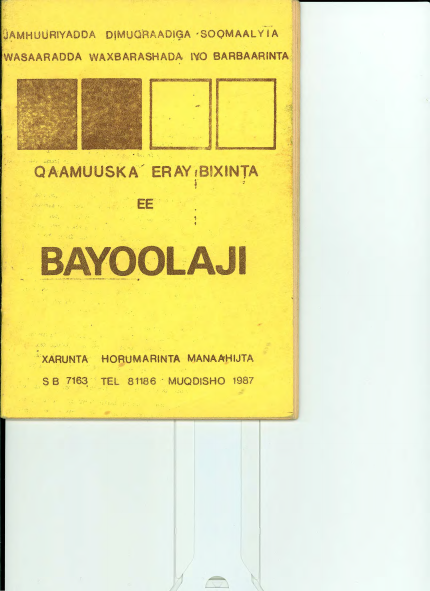 JAMHUURIYADDA DIMUQRAADIGA SOOMAALYIA
WASAARADDA WAXBARASHADA IYO BARBAARINTA
QAAMUUSKA ERAY BIXINTA
EE
BAYOOLAJI
XARUNTA HORUMARINTA MANAAHIJTA
S B 7163 TEL 81186 MUQDISHO 1987